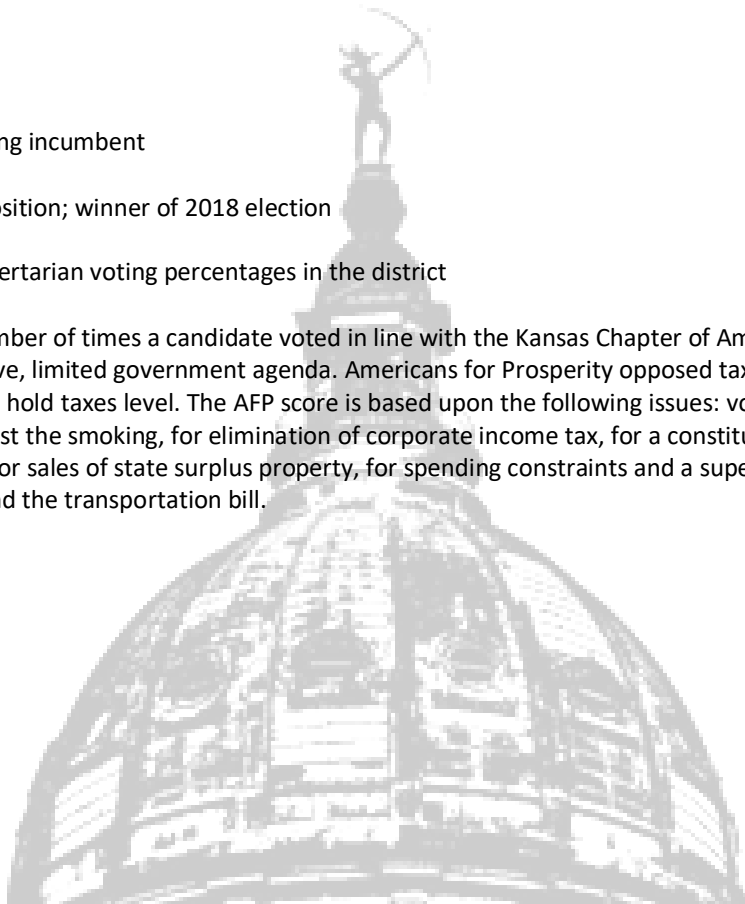 ng incumbent
osition; winner of 2018 election
ertarian voting percentages in the district
mber of times a candidate voted in line with the Kansas Chapter of Am
ve, limited government agenda. Americans for Prosperity opposed tax
hold taxes level. The AFP score is based upon the following issues: vo
st the smoking, for elimination of corporate income tax, for a constitu
or sales of state surplus property, for spending constraints and a supe
nd the transportation bill.